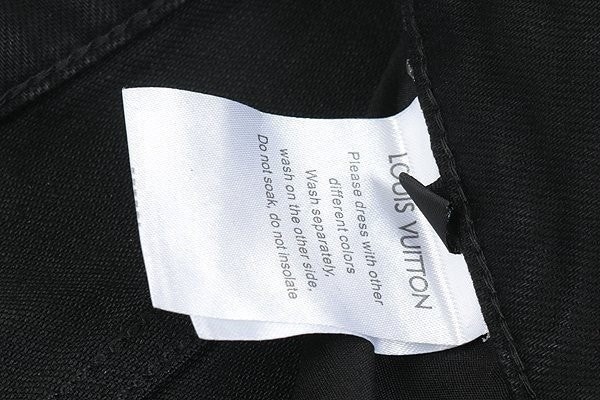 LOUIS VUITTON
Please dress with other
different colors
Wash separately,
wash on the other side,
Do not soak, do not insolate